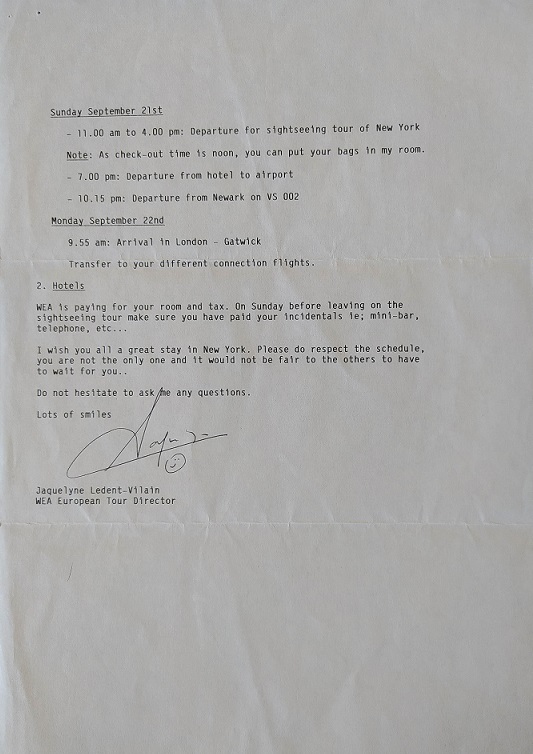 Sunday September 21st
- 11.00 am to 4.00 pm: Departure for sightseeing tour of New York
Note: As check-out time is noon, you can put your bags in my room.
- 7.00 pm: Departure from hotel to airport
- 10.15 pm: Departure from Newark on VS 002
Monday September 22nd
9.55 am: Arrival in London - Gatwick
Transfer to your different connection flights.
2. Hotels
WEA is paying for your room and tax. On Sunday before leaving on the
sightseeing tour make sure you have paid your incidentals ie; mini-bar,
telephone, etc...
I wish you all a great stay in New York. Please do respect the schedule,
you are not the only one and it would not be fair to the others to have
to wait for you..
Do not hesitate to ask me any questions.
Lots of smiles
Jaquelyne Ledent-Vilain
WEA European Tour Director